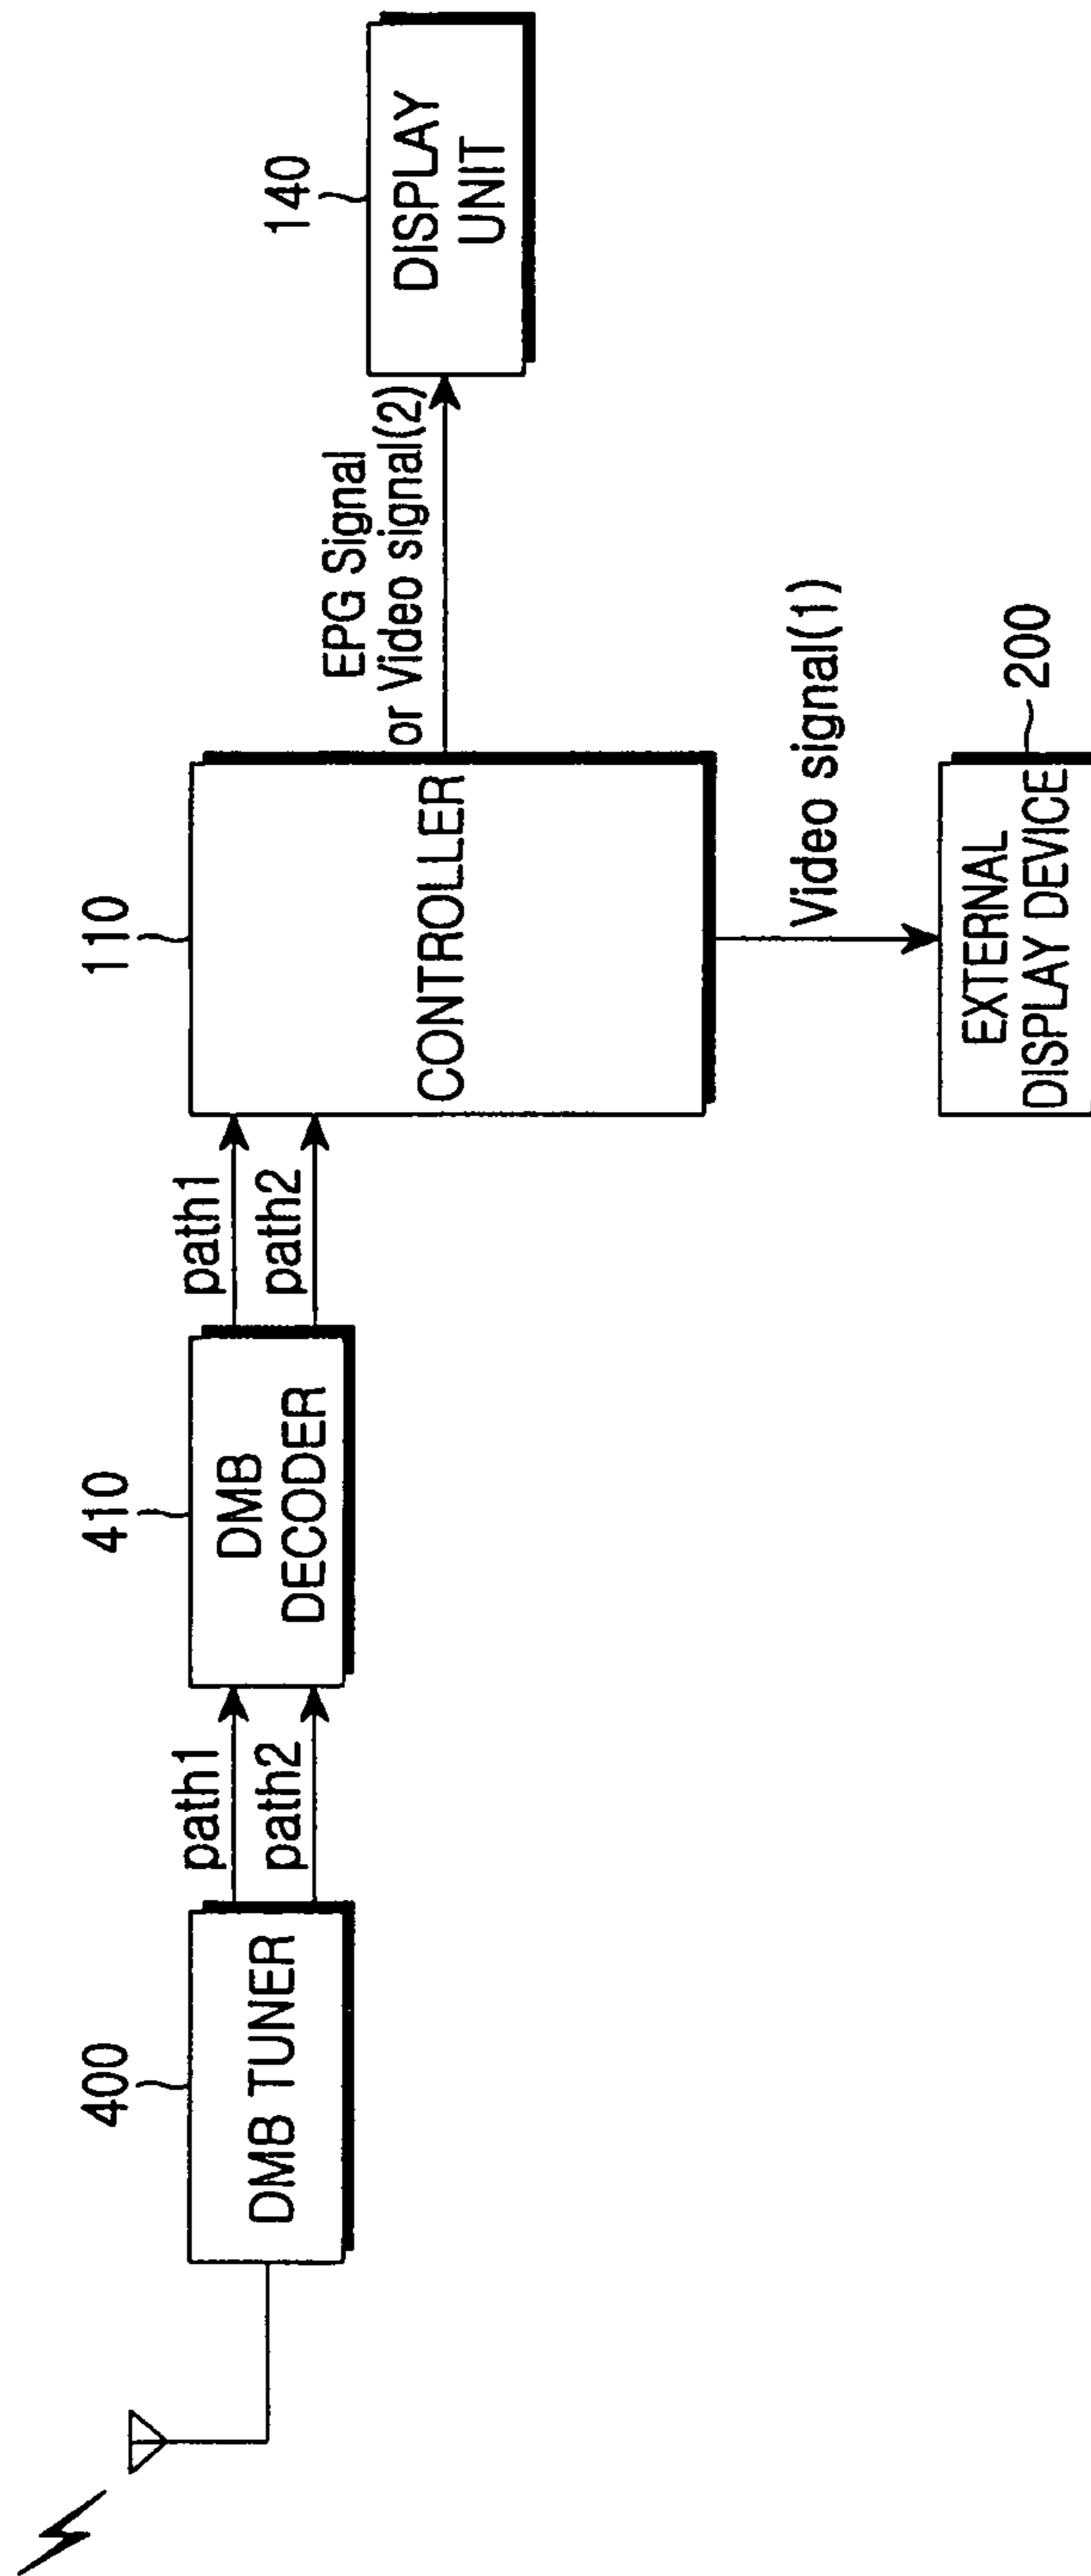 400
DMB TUNER
path1
path2
410
DMB
DECODER
path1
path2
110
CONTROLLER
EPG Signal
or Video signal(2)
140
DISPLAY
UNIT
Video signal(1)
EXTERNAL
DISPLAY DEVICE
200